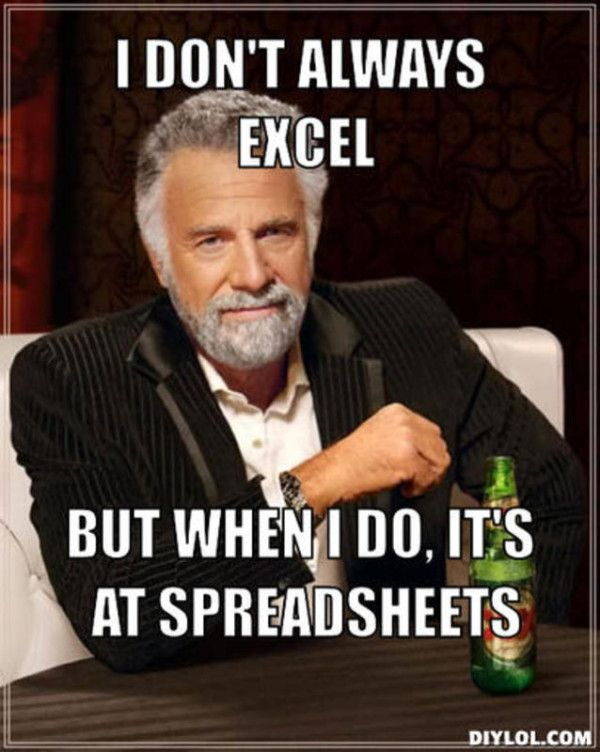 I DON'T ALWAYS
EXCEL
BUT WHEN I DO, IT'S
AT SPREADSHEETS
DIYLOL.COM